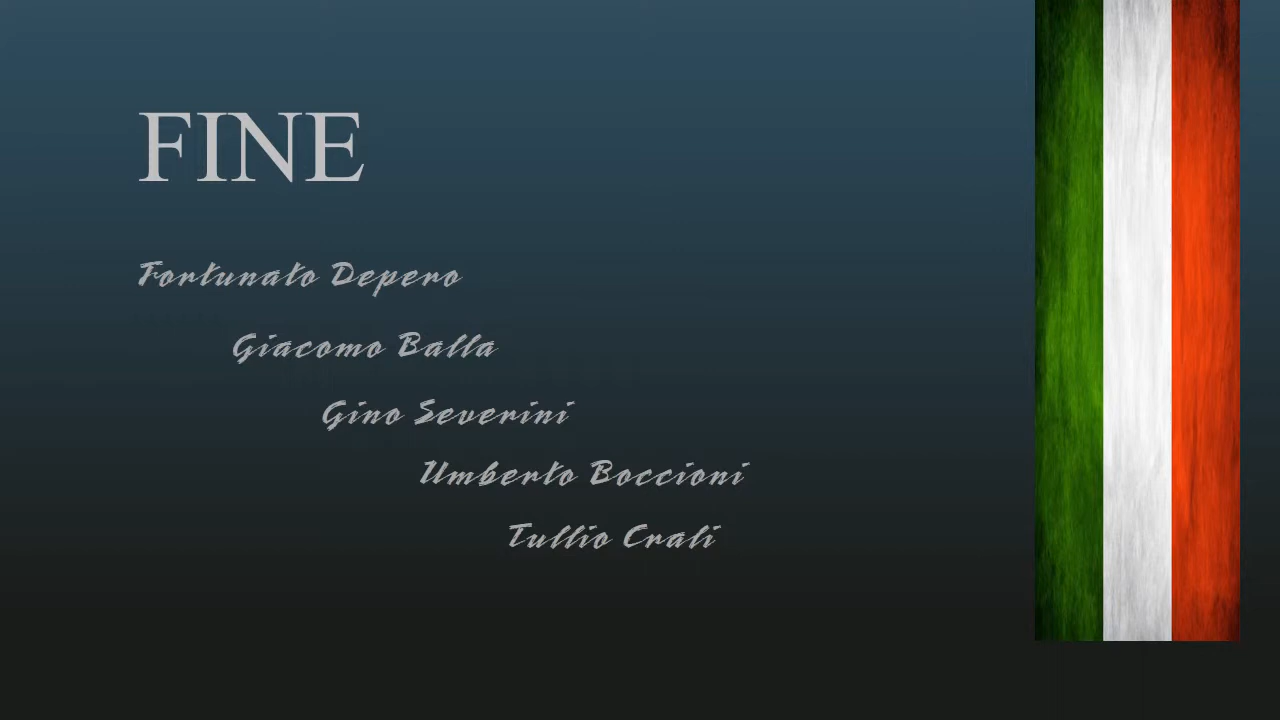 FINE
Fortunato Depero
Giacomo Balla
Gino Severini
Umberto Boccioni
Tullio Crali